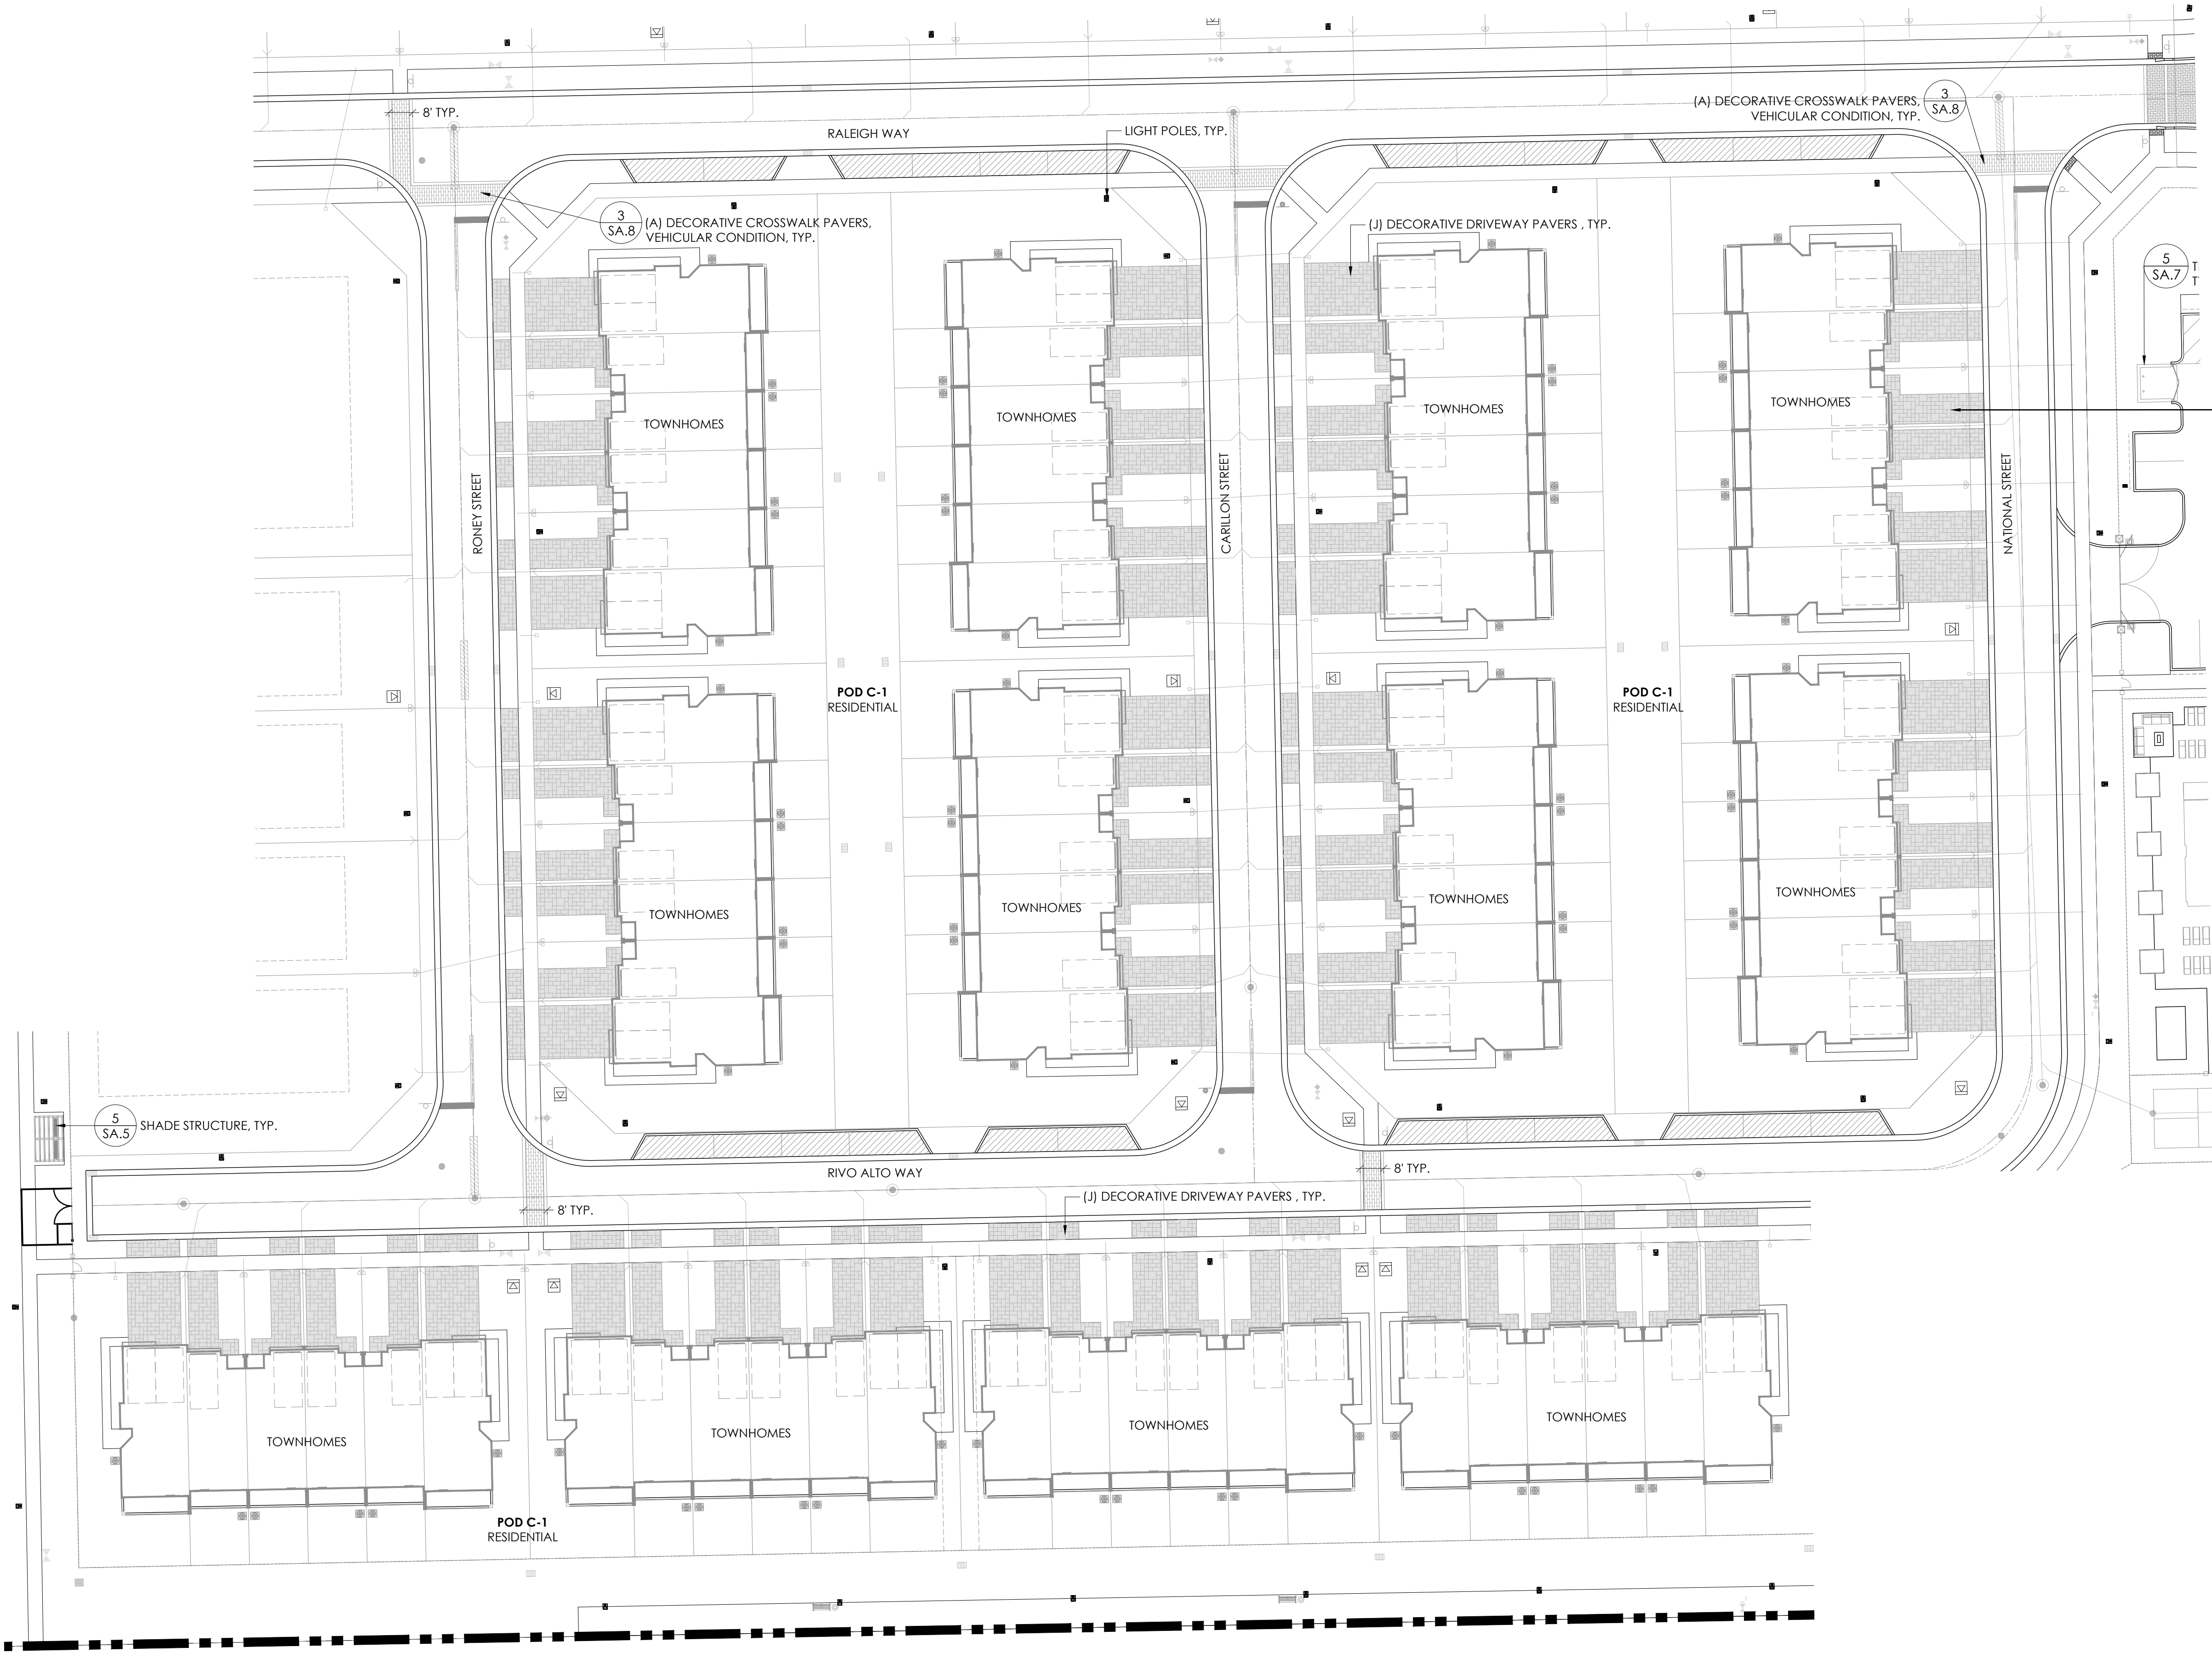 8' TYP.
RALEIGH WAY
LIGHT POLES, TYP.
(A) DECORATIVE CROSSWALK PAVERS,
VEHICULAR CONDITION, TYP.
3
SA.8
3
SA.8
(A) DECORATIVE CROSSWALK PAVERS,
VEHICULAR CONDITION, TYP.
(J) DECORATIVE DRIVEWAY PAVERS , TYP.
5
SA.7
T
T
TOWNHOMES
TOWNHOMES
TOWNHOMES
TOWNHOMES
RONEY STREET
CARILLON STREET
NATIONAL STREET
POD C-1
RESIDENTIAL
POD C-1
RESIDENTIAL
TOWNHOMES
TOWNHOMES
TOWNHOMES
TOWNHOMES
5
SA.5
SHADE STRUCTURE, TYP.
RIVO ALTO WAY
8' TYP.
8' TYP.
(J) DECORATIVE DRIVEWAY PAVERS , TYP.
TOWNHOMES
TOWNHOMES
TOWNHOMES
TOWNHOMES
POD C-1
RESIDENTIAL